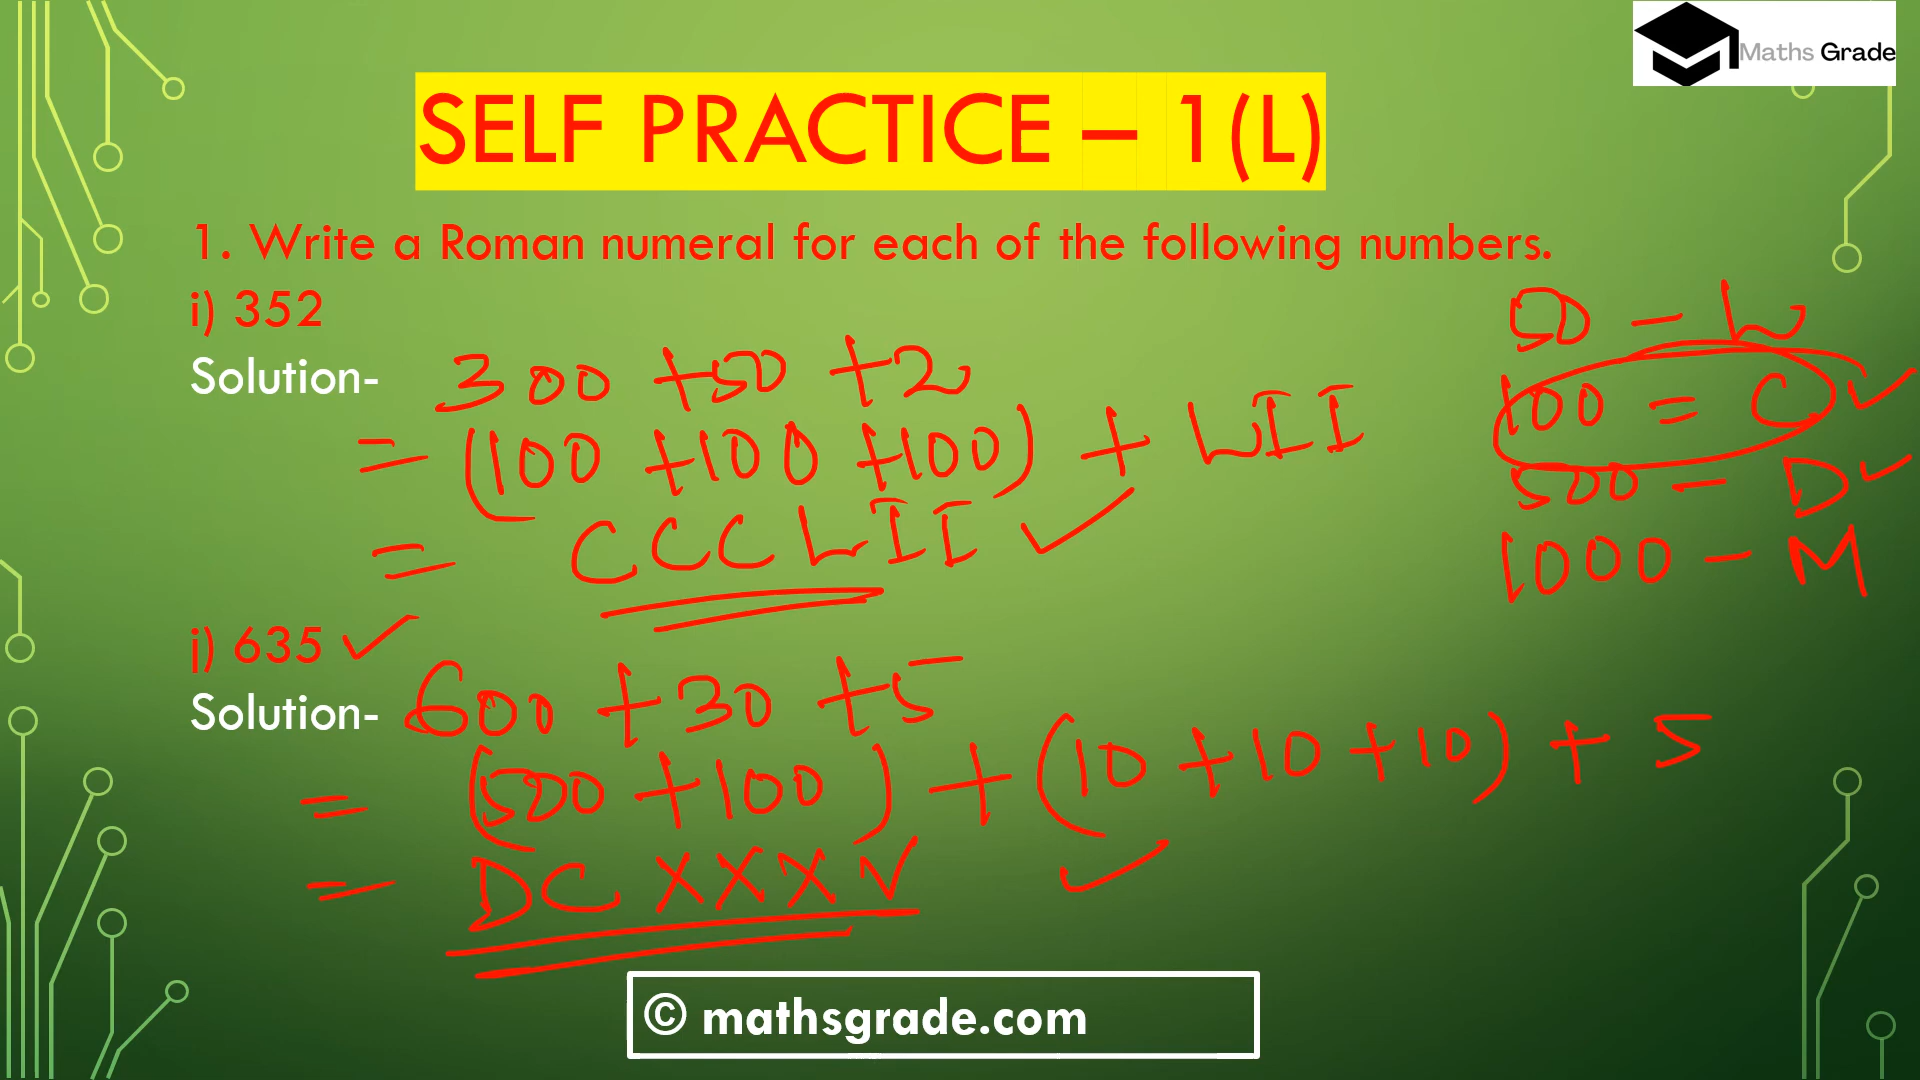 Maths Grade
SELF PRACTICE – 1(L)
1. Write a Roman numeral for each of the following numbers.
i) 352
Solution- 300 + 50 + 2
= (100 + 100 + 100) + LII
= CCCLII
50 – L
100 = C
500 – D
1000 – M
j) 635
Solution- 600 + 30 + 5
= (500 + 100) + (10 + 10 + 10) + 5
= DCXXXV
© mathsgrade.com